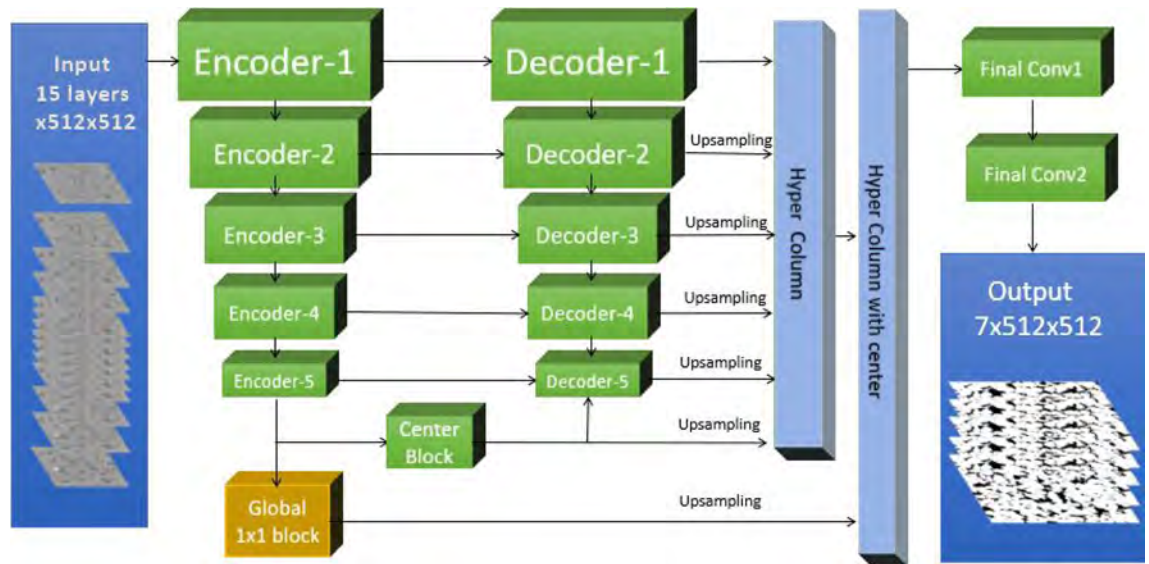 Input
15 layers
x512x512
Encoder-1
Decoder-1
Final Conv1
Encoder-2
Decoder-2
Upsampling
Final Conv2
Encoder-3
Decoder-3
Upsampling
Encoder-4
Decoder-4
Upsampling
Encoder-5
Decoder-5
Upsampling
Center
Block
Upsampling
Global
1x1 block
Upsampling
Hyper Column
Hyper Column with center
Output
7x512x512